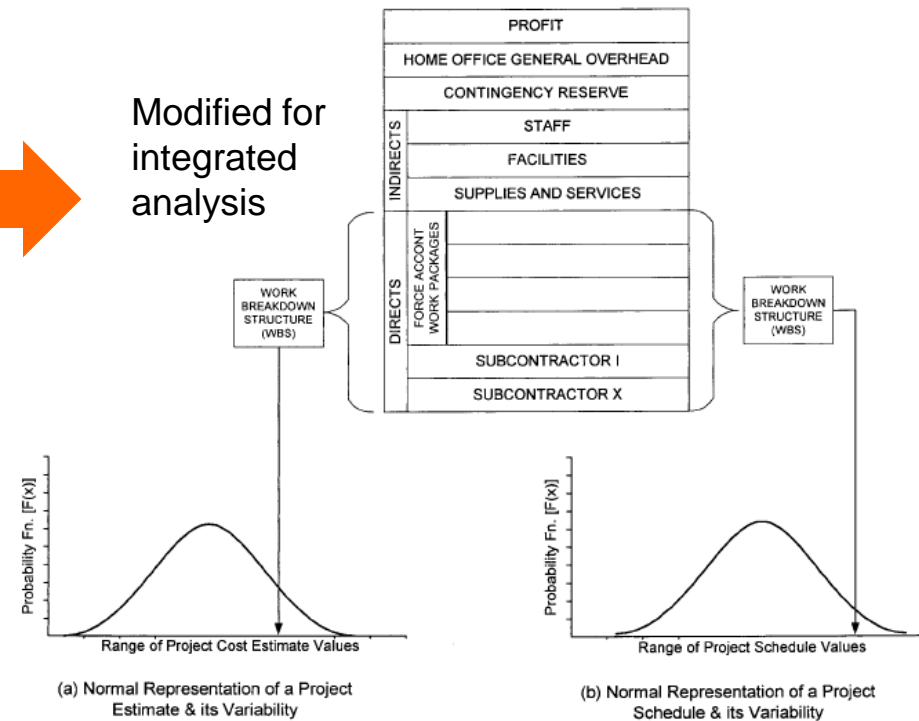 Modified for
integrated
analysis
PROFIT
HOME OFFICE GENERAL OVERHEAD
CONTINGENCY RESERVE
INDIRECTS
STAFF
FACILITIES
SUPPLIES AND SERVICES
DIRECTS
FORCE ACCONT
WORK PACKAGES
SUBCONTRACTOR I
SUBCONTRACTOR X
WORK
BREAKDOWN
STRUCTURE
(WBS)
WORK
BREAKDOWN
STRUCTURE
(WBS)
Probability Fn. [F(x)]
Range of Project Cost Estimate Values
(a) Normal Representation of a Project
Estimate & its Variability
Probability Fn. [F(x)]
Range of Project Schedule Values
(b) Normal Representation of a Project
Schedule & its Variability